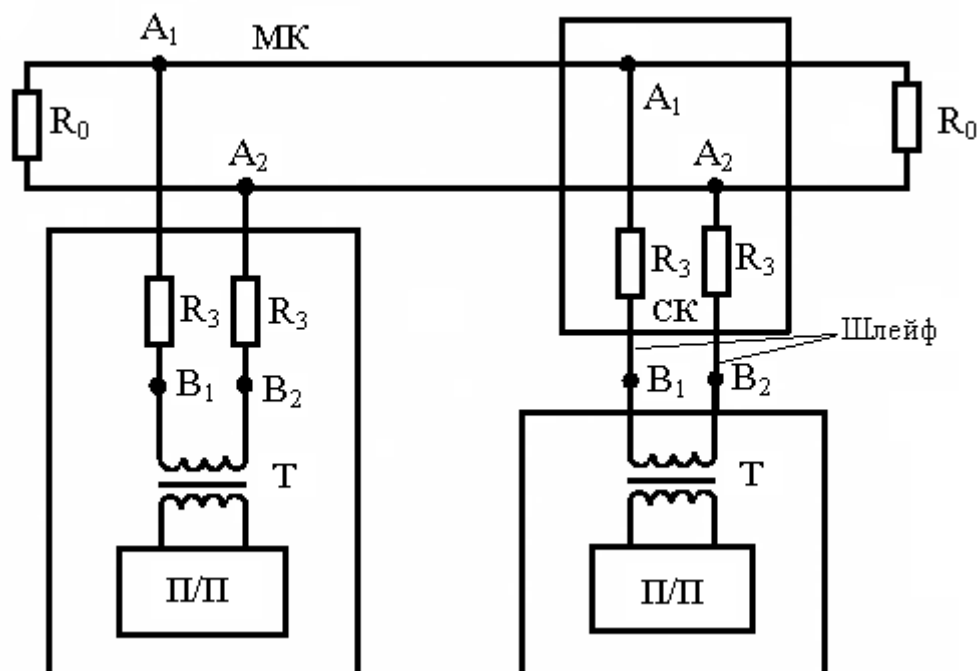 A₁
МК
A₁
R₀
R₀
A₂
A₂
R₃
R₃
R₃
R₃
СК
Шлейф
B₁
B₂
B₁
B₂
Т
Т
П/П
П/П